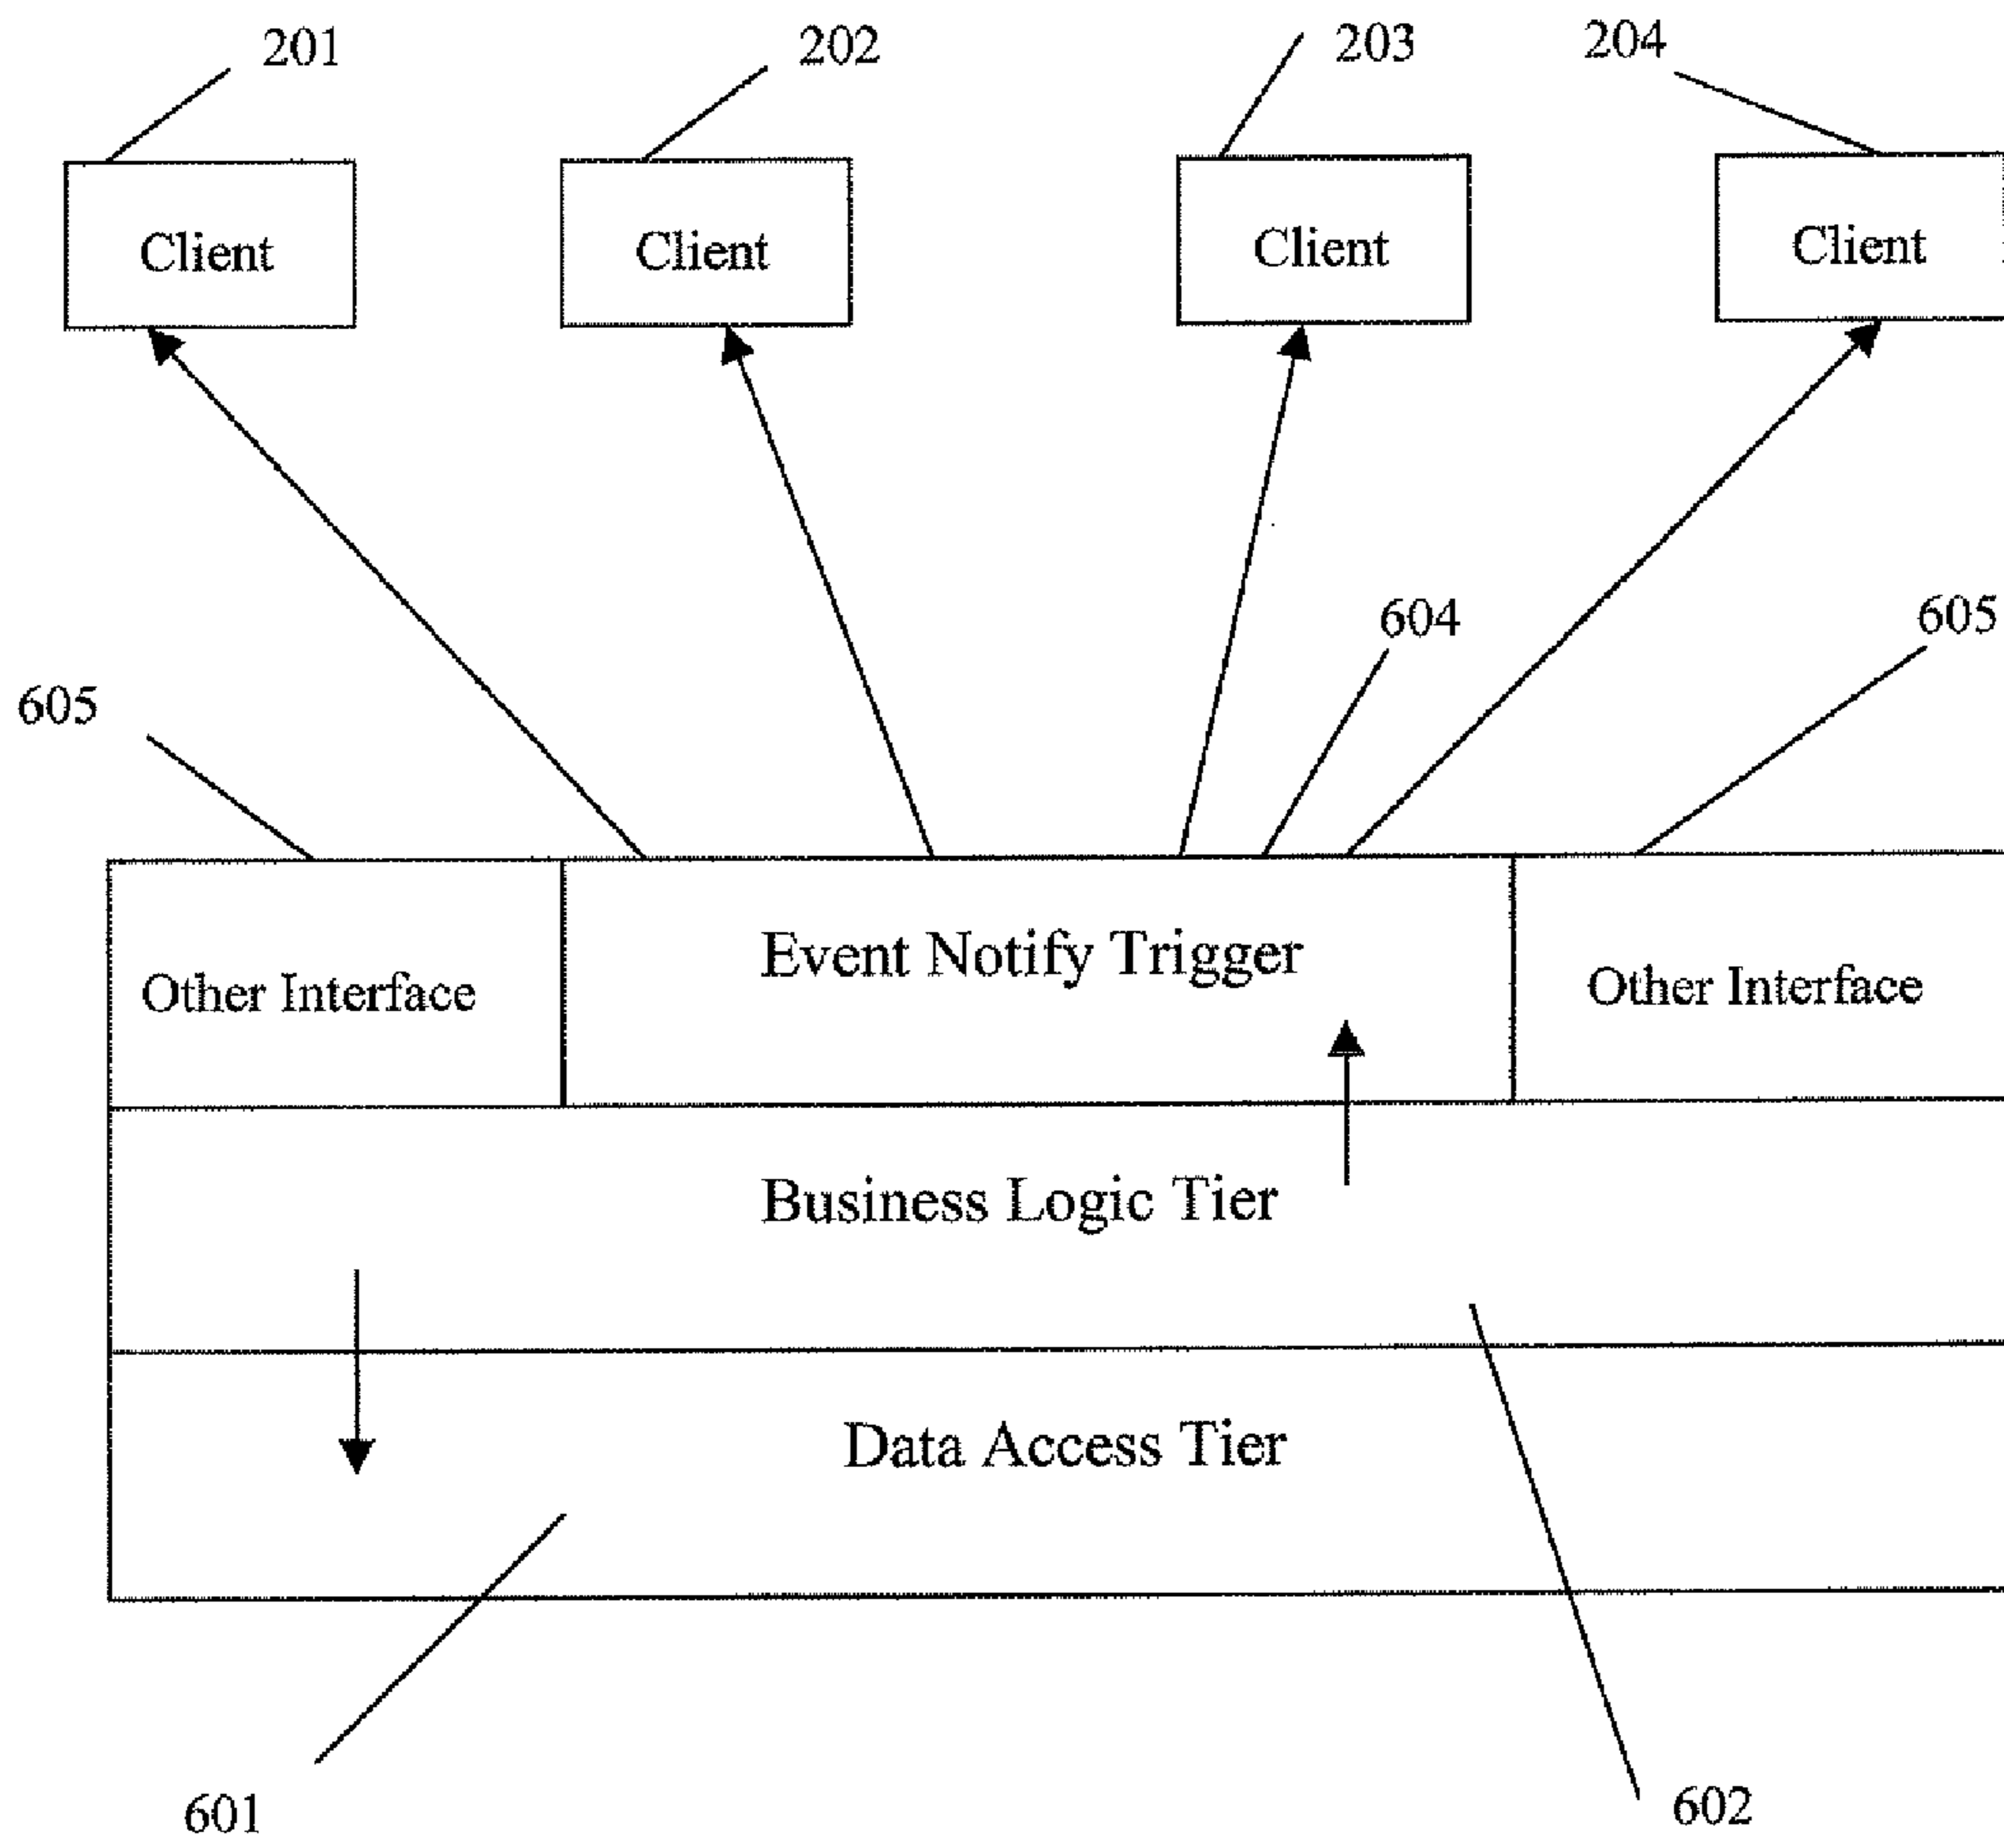 201
202
203
204
Client
Client
Client
Client
604
605
605
Event Notify Trigger
Other Interface
Other Interface
Business Logic Tier
Data Access Tier
601
602